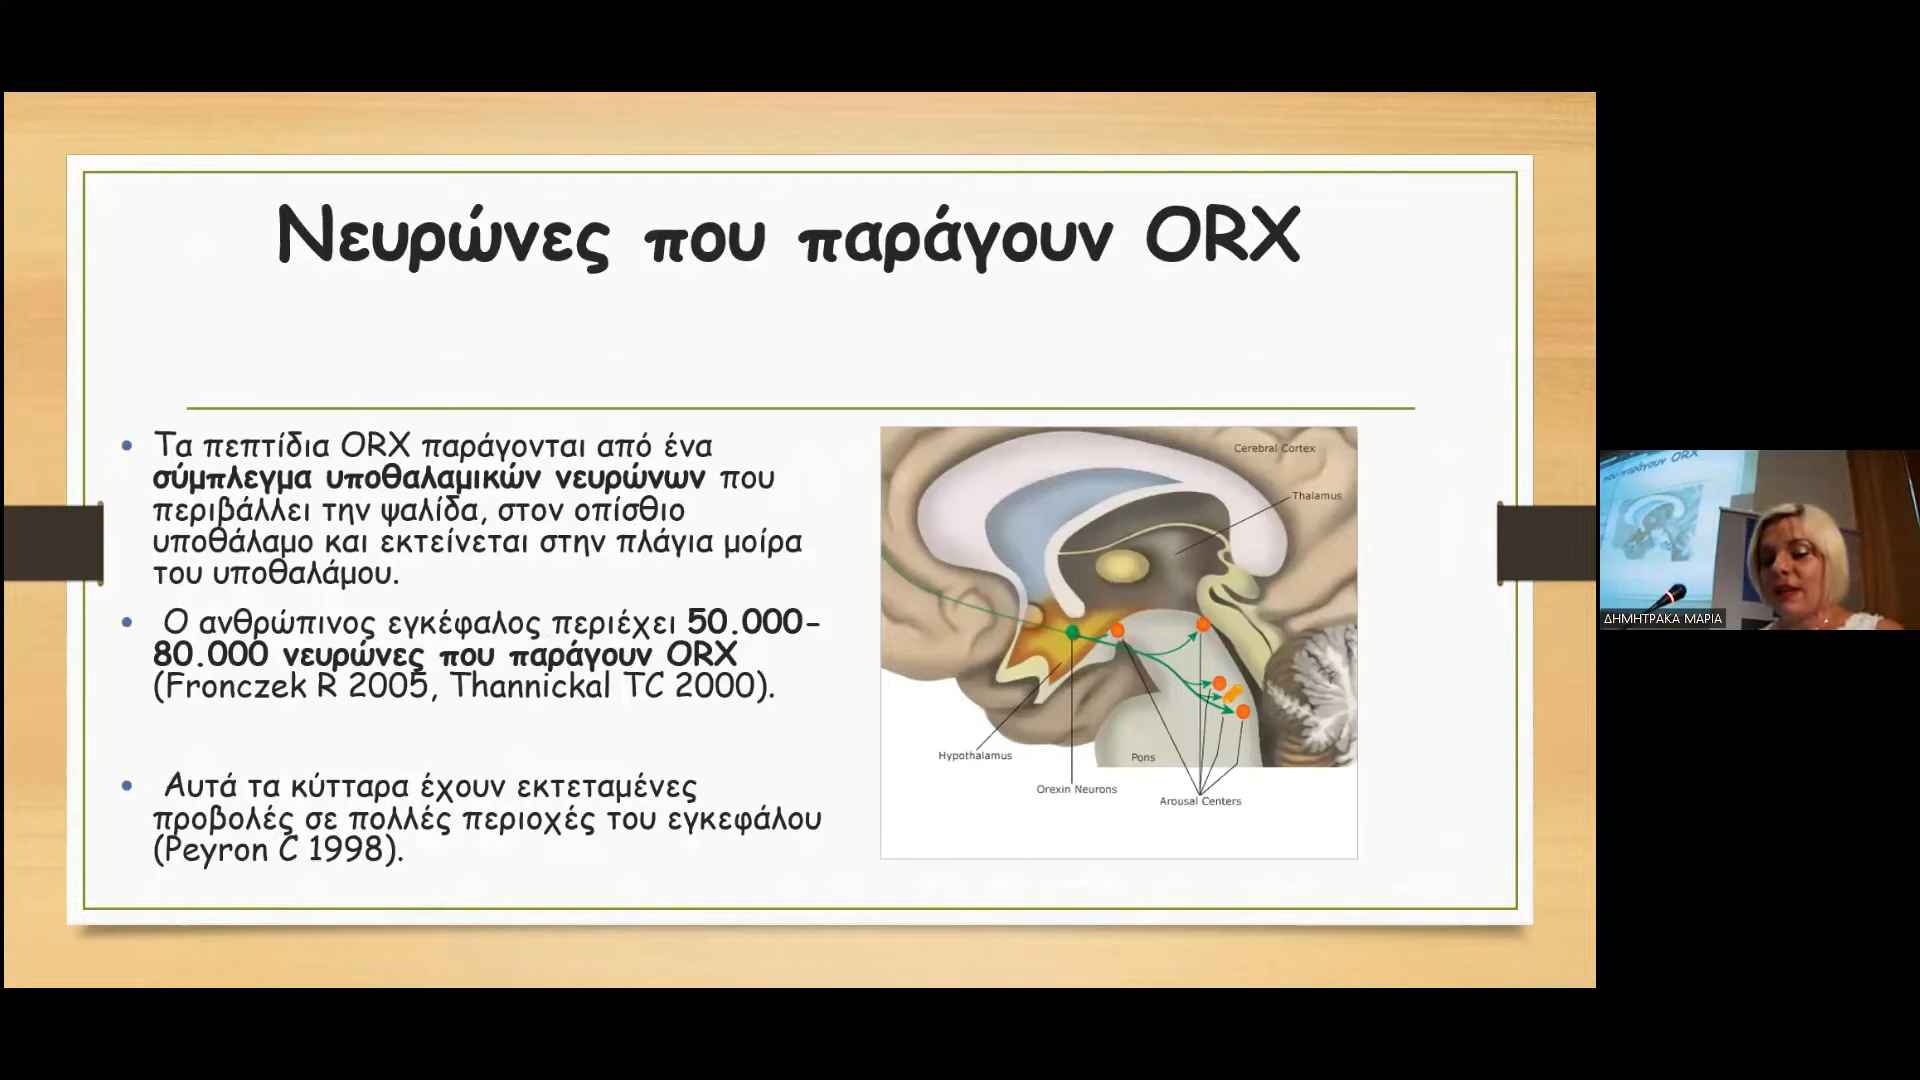 Νευρώνες που παράγουν ORX
• Τα πεπτίδια ORX παράγονται από ένα
σύμπλεγμα υποθαλαμικών νευρώνων που
περιβάλλει την ψαλίδα, στον οπίσθιο
υποθάλαμο και εκτείνεται στην πλάγια μοίρα
του υποθαλάμου.
• Ο ανθρώπινος εγκέφαλος περιέχει 50.000-
80.000 νευρώνες που παράγουν ORX
(Fronczek R 2005, Thannickal TC 2000).
• Αυτά τα κύτταρα έχουν εκτεταμένες
προβολές σε πολλές περιοχές του εγκεφάλου
(Peyron C 1998).
Cerebral Cortex
Thalamus
Hypothalamus
Pons
Orexin Neurons
Arousal Centers
που παράγουν ORX
ΔΗΜΗΤΡΑΚΑ ΜΑΡΙΑ